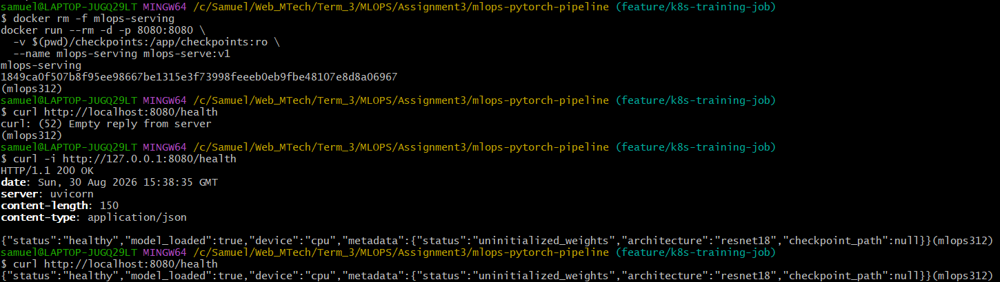 samuel@LAPTOP-JUGQ29LT MINGW64 /c/Samuel/Web_MTech/Term_3/MLOPS/Assignment3/mlops-pytorch-pipeline (feature/k8s-training-job)
$ docker rm -f mlops-serving
docker run --rm -d -p 8080:8080 \
  -v $(pwd)/checkpoints:/app/checkpoints:ro \
  --name mlops-serving mlops-serve:v1
mlops-serving
1849ca0f507b8f95ee98667be1315e3f73998feeeb0eb9fbe48107e8d8a06967
(mlops312)
samuel@LAPTOP-JUGQ29LT MINGW64 /c/Samuel/Web_MTech/Term_3/MLOPS/Assignment3/mlops-pytorch-pipeline (feature/k8s-training-job)
$ curl http://localhost:8080/health
curl: (52) Empty reply from server
(mlops312)
samuel@LAPTOP-JUGQ29LT MINGW64 /c/Samuel/Web_MTech/Term_3/MLOPS/Assignment3/mlops-pytorch-pipeline (feature/k8s-training-job)
$ curl -i http://127.0.0.1:8080/health
HTTP/1.1 200 OK
date: Sun, 30 Aug 2026 15:38:35 GMT
server: uvicorn
content-length: 150
content-type: application/json

{"status":"healthy","model_loaded":true,"device":"cpu","metadata":{"status":"uninitialized_weights","architecture":"resnet18","checkpoint_path":null}}(mlops312)
samuel@LAPTOP-JUGQ29LT MINGW64 /c/Samuel/Web_MTech/Term_3/MLOPS/Assignment3/mlops-pytorch-pipeline (feature/k8s-training-job)
$ curl http://localhost:8080/health
{"status":"healthy","model_loaded":true,"device":"cpu","metadata":{"status":"uninitialized_weights","architecture":"resnet18","checkpoint_path":null}}(mlops312)